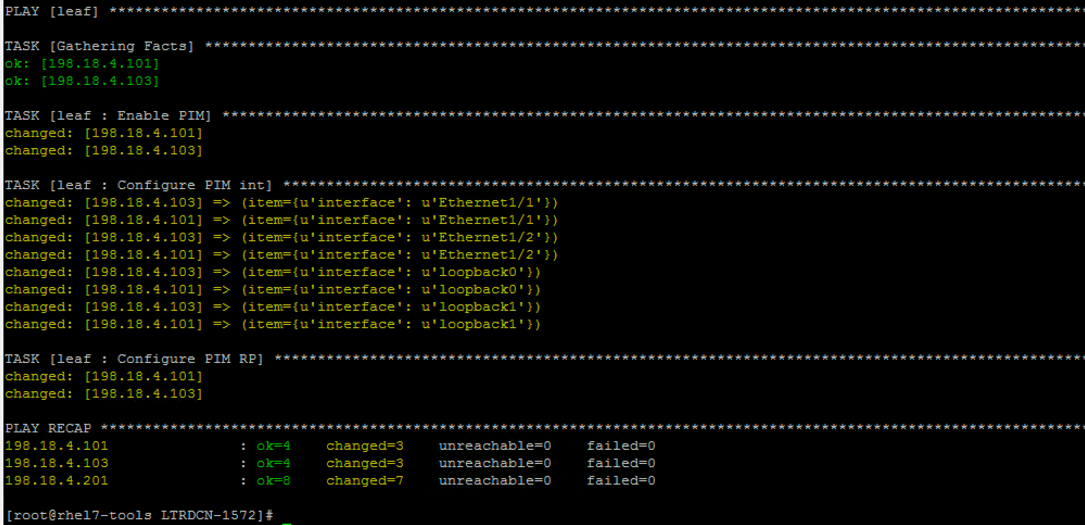 PLAY [leaf] ****************************************************************************************************************
TASK [Gathering Facts] *****************************************************************************************************
ok: [198.18.4.101]
ok: [198.18.4.103]
TASK [leaf : Enable PIM] ***************************************************************************************************
changed: [198.18.4.101]
changed: [198.18.4.103]
TASK [leaf : Configure PIM int] ********************************************************************************************
changed: [198.18.4.103] => (item={u'interface': u'Ethernet1/1'})
changed: [198.18.4.101] => (item={u'interface': u'Ethernet1/1'})
changed: [198.18.4.103] => (item={u'interface': u'Ethernet1/2'})
changed: [198.18.4.101] => (item={u'interface': u'Ethernet1/2'})
changed: [198.18.4.103] => (item={u'interface': u'loopback0'})
changed: [198.18.4.101] => (item={u'interface': u'loopback0'})
changed: [198.18.4.103] => (item={u'interface': u'loopback1'})
changed: [198.18.4.101] => (item={u'interface': u'loopback1'})
TASK [leaf : Configure PIM RP] *********************************************************************************************
changed: [198.18.4.101]
changed: [198.18.4.103]
PLAY RECAP *****************************************************************************************************************
198.18.4.101 : ok=4 changed=3 unreachable=0 failed=0
198.18.4.103 : ok=4 changed=3 unreachable=0 failed=0
198.18.4.201 : ok=8 changed=7 unreachable=0 failed=0
[root@rhel7-tools LTRDCN-1572]#